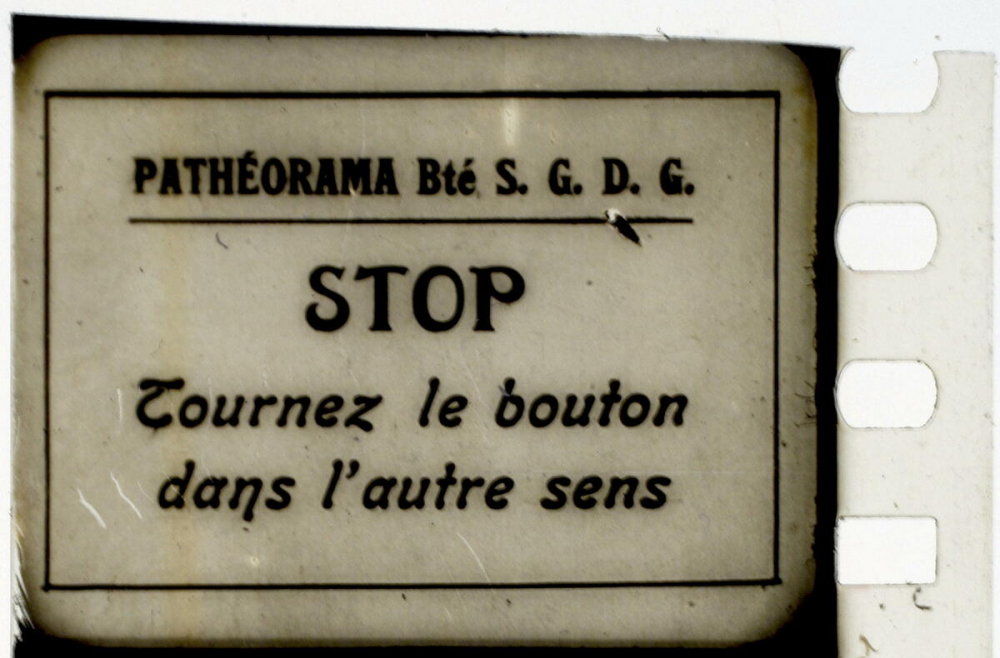 PATHÉORAMA Bté S. G. D. G.
STOP
Tournez le bouton
dans l'autre sens